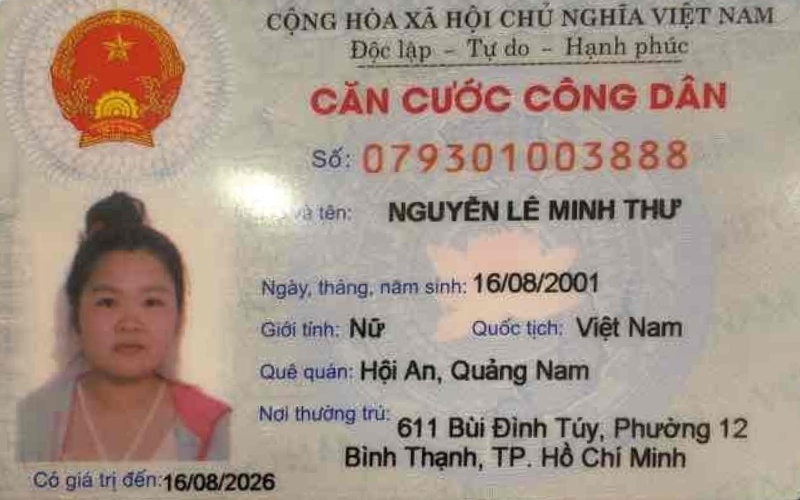 CỘNG HÒA XÃ HỘI CHỦ NGHĨA VIỆT NAM
Độc lập - Tự do - Hạnh phúc
CĂN CƯỚC CÔNG DÂN
Số: 079301003888
và tên: NGUYỄN LÊ MINH THƯ
Ngày, tháng, năm sinh: 16/08/2001
Giới tính: Nữ Quốc tịch: Việt Nam
Quê quán: Hội An, Quảng Nam
Nơi thường trú: 611 Bùi Đình Túy, Phường 12
Bình Thạnh, TP. Hồ Chí Minh
Có giá trị đến: 16/08/2026